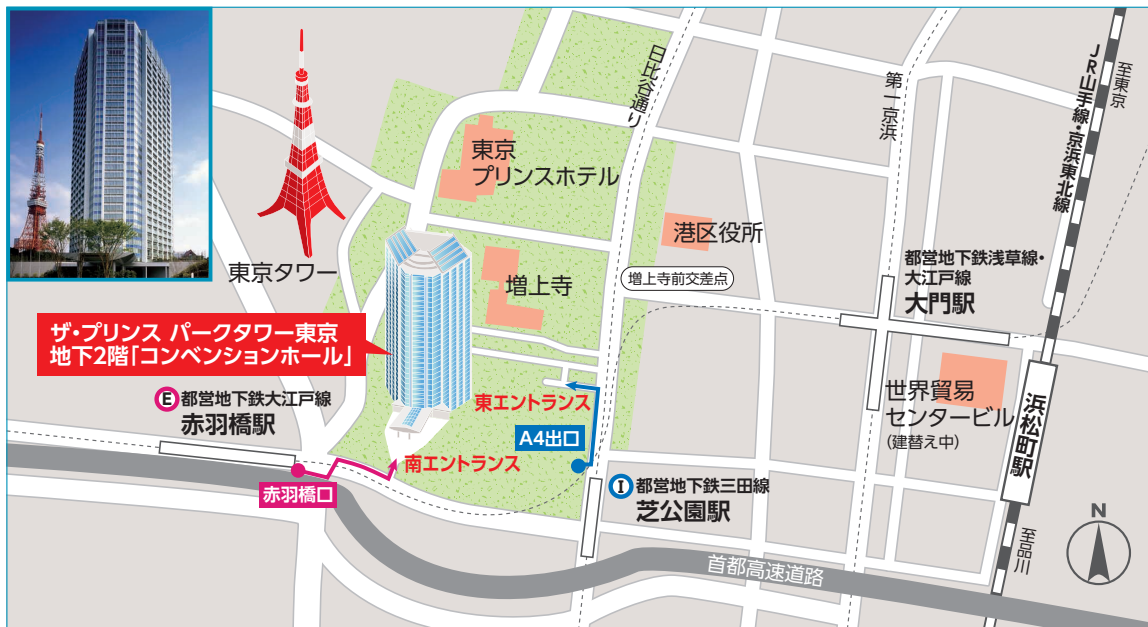 日比谷通り
第一京浜
至東京
JR山手線・京浜東北線
東京
プリンスホテル
港区役所
東京タワー
増上寺
増上寺前交差点
都営地下鉄浅草線・
大江戸線
大門駅
ザ・プリンス パークタワー東京
地下2階「コンベンションホール」
E 都営地下鉄大江戸線
赤羽橋駅
東エントランス
世界貿易
センタービル
(建替え中)
浜松町駅
A4出口
南エントランス
赤羽橋口
I 都営地下鉄三田線
芝公園駅
N
至品川
首都高速道路